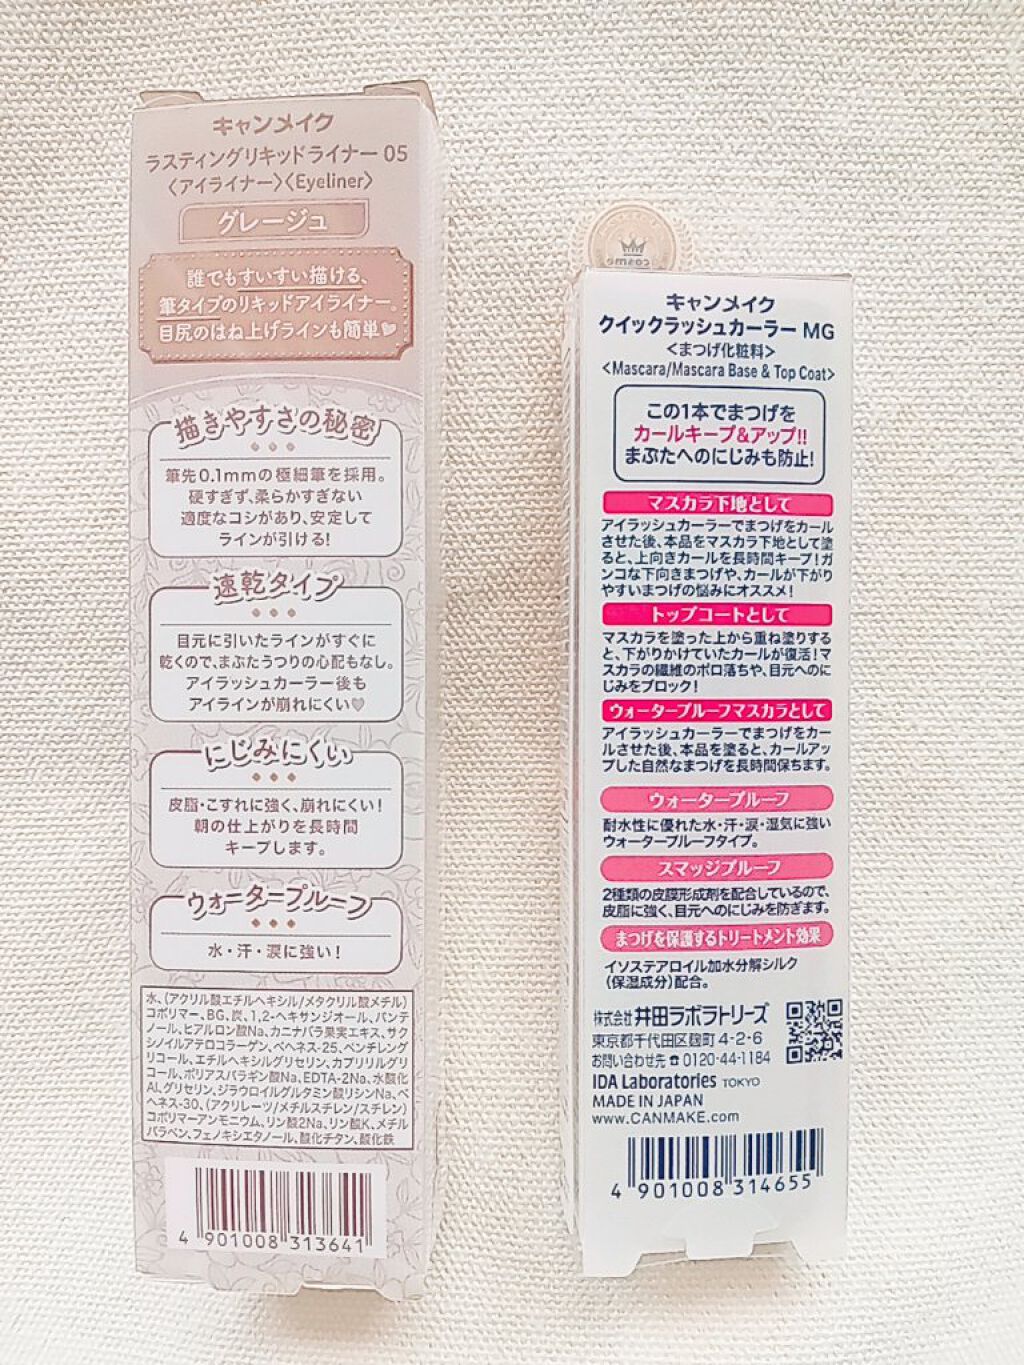 キャンメイク
ラスティングリキッドライナー 05
〈アイライナー〉〈Eyeliner〉
グレージュ
誰でもすいすい描ける、
筆タイプのリキッドアイライナー。
目尻のはね上げラインも簡単♥
描きやすさの秘密
筆先0.1mmの極細筆を採用。
硬すぎず、柔らかすぎない
適度なコシがあり、安定して
ラインが引ける!
速乾タイプ
目元に引いたラインがすぐに
乾くので、まぶたうつりの心配もなし。
アイラッシュカーラー後も
アイラインが崩れにくい♥
にじみにくい
皮脂・こすれに強く、崩れにくい!
朝の仕上がりを長時間
キープします。
ウォータープルーフ
水・汗・涙に強い!
水、(アクリル酸エチルヘキシル/メタクリル酸メチル)
コポリマー、BG、炭、1,2-ヘキサンジオール、パンテ
ノール、ヒアルロン酸Na、カニナバラ果実エキス、サク
シノイルアテロコラーゲン、ベヘネス-25、ペンチレング
リコール、エチルヘキシルグリセリン、カプリリルグリ
コール、ポリアスパラギン酸Na、EDTA-2Na、水酸化
Al、グリセリン、ジラウロイルグルタミン酸リシンNa、ベ
ヘネス-30、(アクリレーツ/メチルスチレン/スチレン)
コポリマーアンモニウム、リン酸2Na、リン酸K、メチル
パラベン、フェノキシエタノール、酸化チタン、酸化鉄
4 901008 313641
キャンメイク
クイックラッシュカーラー MG
<まつげ化粧料>
<Mascara/Mascara Base & Top Coat>
この1本でまつげを
カールキープ&アップ!!
まぶたへのにじみも防止!
マスカラ下地として
アイラッシュカーラーでまつげをカール
させた後、本品をマスカラ下地として塗
ると、上向きカールを長時間キープ!ガ
ンコな下向きまつげや、カールが下がり
やすいまつげの悩みにオススメ!
トップコートとして
マスカラを塗った上から重ね塗りする
と、下がりかけていたカールが復活!マ
スカラの繊維のポロ落ちや、目元へのに
じみをブロック!
ウォータープルーフマスカラとして
アイラッシュカーラーでまつげをカー
ルさせた後、本品を塗ると、カールアッ
プした自然なまつげを長時間保ちます。
ウォータープルーフ
耐水性に優れた水・汗・涙・湿気に強い
ウォータープルーフタイプ。
スマッジプルーフ
2種類の皮膜形成剤を配合しているので、
皮脂に強く、目元へのにじみを防ぎます。
まつげを保護するトリートメント効果
イソステアロイル加水分解シルク
(保湿成分)配合。
株式会社 井田ラボラトリーズ
東京都千代田区麹町4-2-6
お問い合わせ先 ☎0120-44-1184
IDA Laboratories TOKYO
MADE IN JAPAN
www.CANMAKE.com
4 901008 314655